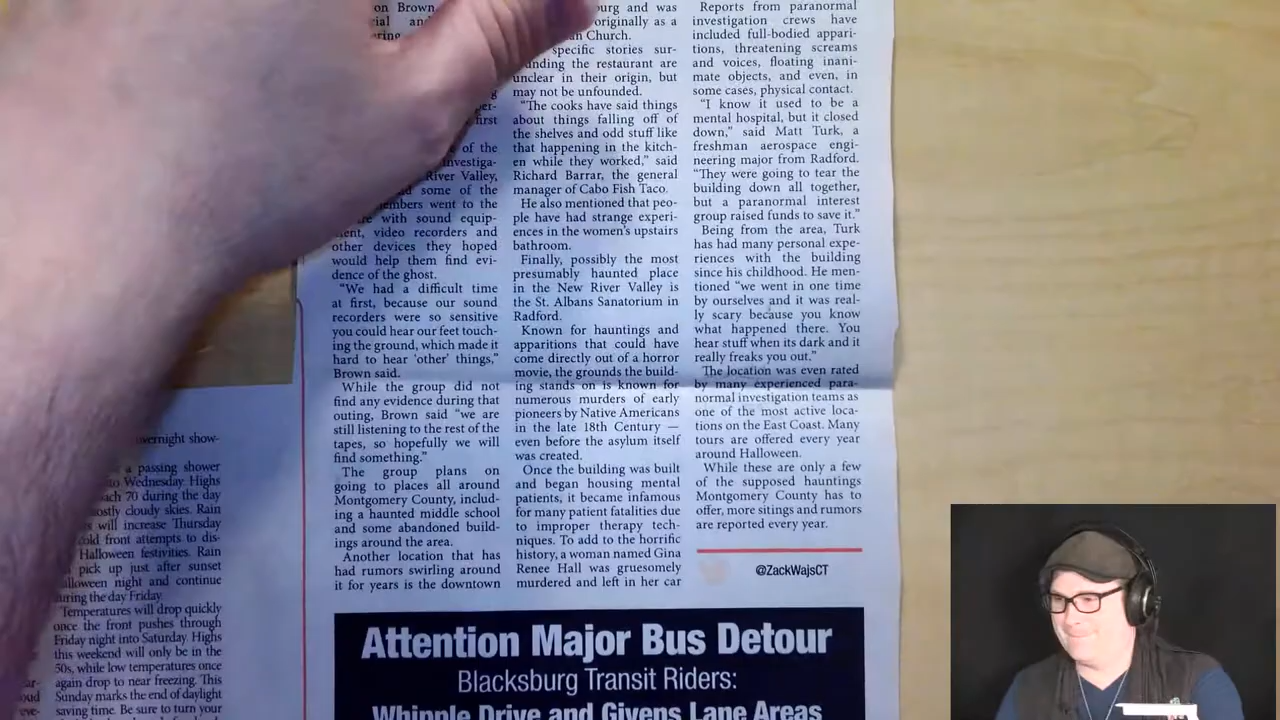 on Brown
and
of the
River Valley,
some of the
went to the
with sound equip-
ment, video recorders and
other devices they hoped
would help them find evi-
dence of the ghost.
"We had a difficult time
at first, because our sound
recorders were so sensitive
you could hear our feet touch-
ing the ground, which made it
hard to hear 'other' things,"
Brown said.
While the group did not
find any evidence during that
outing, Brown said "we are
still listening to the rest of the
tapes, so hopefully we will
find something."
The group plans on
going to places all around
Montgomery County, includ-
ing a haunted middle school
and some abandoned build-
ings around the area.
Another location that has
had rumors swirling around
it for years is the downtown
and was
originally as a
Church.
specific stories sur-
rounding the restaurant are
unclear in their origin, but
may not be unfounded.
"The cooks have said things
about things falling off of
the shelves and odd stuff like
that happening in the kitch-
en while they worked," said
Richard Barrar, the general
manager of Cabo Fish Taco.
He also mentioned that peo-
ple have had strange experi-
ences in the women's upstairs
bathroom.
Finally, possibly the most
presumably haunted place
in the New River Valley is
the St. Albans Sanatorium in
Radford.
Known for hauntings and
apparitions that could have
come directly out of a horror
movie, the grounds the build-
ing stands on is known for
numerous murders of early
pioneers by Native Americans
in the late 18th Century —
even before the asylum itself
was created.
Once the building was built
and began housing mental
patients, it became infamous
for many patient fatalities due
to improper therapy tech-
niques. To add to the horrific
history, a woman named Gina
Renee Hall was gruesomely
murdered and left in her car
Reports from paranormal
investigation crews have
included full-bodied appari-
tions, threatening screams
and voices, floating inani-
mate objects, and even, in
some cases, physical contact.
"I know it used to be a
mental hospital, but it closed
down," said Matt Turk, a
freshman aerospace engi-
neering major from Radford.
"They were going to tear the
building down all together,
but a paranormal interest
group raised funds to save it."
Being from the area, Turk
has had many personal expe-
riences with the building
since his childhood. He men-
tioned "we went in one time
by ourselves and it was real-
ly scary because you know
what happened there. You
hear stuff when its dark and it
really freaks you out."
The location was even rated
by many experienced para-
normal investigation teams as
one of the most active loca-
tions on the East Coast. Many
tours are offered every year
around Halloween.
While these are only a few
of the supposed hauntings
Montgomery County has to
offer, more sitings and rumors
are reported every year.
@ZackWajsCT
overnight show-
a passing shower
to Wednesday. Highs
70 during the day
cloudy skies. Rain
will increase Thursday
cold front attempts to dis-
Halloween festivities. Rain
pick up just after sunset
Halloween night and continue
during the day Friday.
Temperatures will drop quickly
once the front pushes through
Friday night into Saturday. Highs
this weekend will only be in the
50s, while low temperatures once
again drop to near freezing. This
Sunday marks the end of daylight
saving time. Be sure to turn your
Attention Major Bus Detour
Blacksburg Transit Riders:
Whipple Drive and Givens Lane Areas